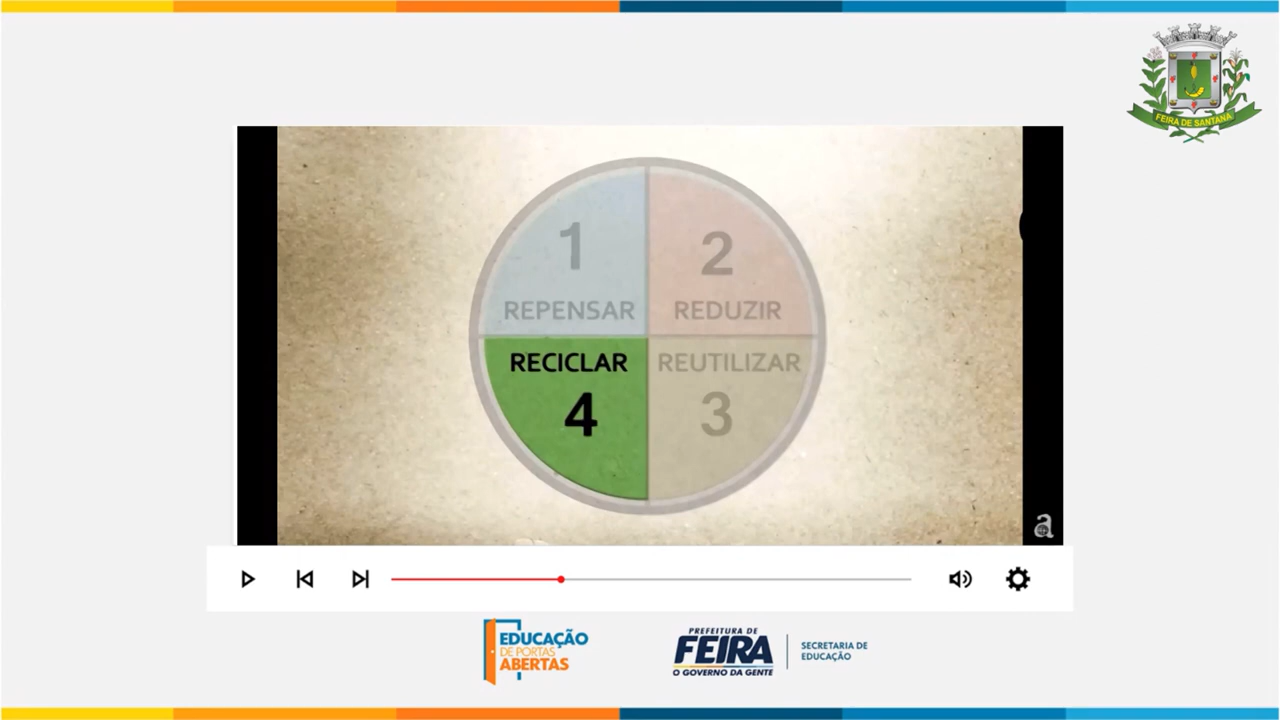 FEIRA DE SANTANA
1
2
REPENSAR
REDUZIR
RECICLAR
REUTILIZAR
4
3
a
EDUCAÇÃO
DE PORTAS
ABERTAS
PREFEITURA DE
FEIRA
O GOVERNO DA GENTE
SECRETARIA DE
EDUCAÇÃO